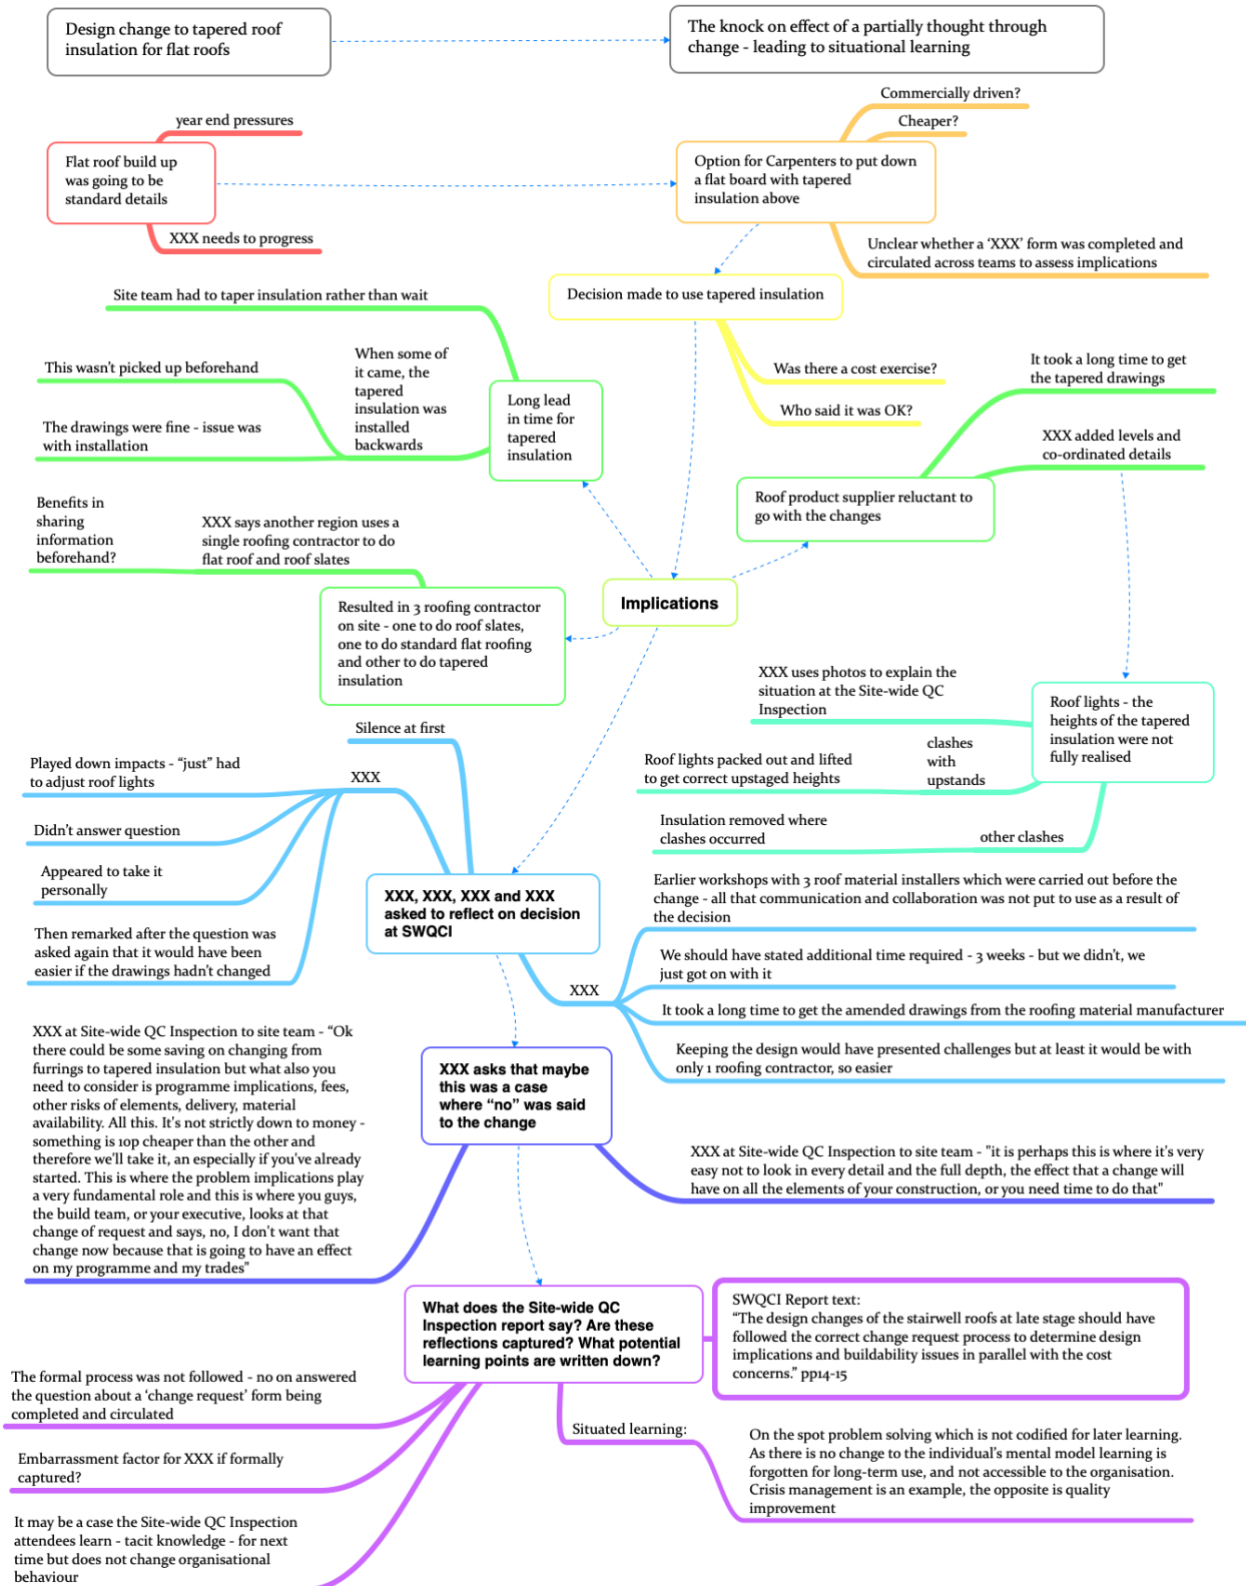 Design change to tapered roof
insulation for flat roofs
The knock on effect of a partially thought through
change - leading to situational learning
Commercially driven?
Cheaper?
year end pressures
Flat roof build up
was going to be
standard details
XXX needs to progress
Option for Carpenters to put down
a flat board with tapered
insulation above
Unclear whether a ‘XXX’ form was completed and
circulated across teams to assess implications
Decision made to use tapered insulation
Was there a cost exercise?
Who said it was OK?
Site team had to taper insulation rather than wait
This wasn't picked up beforehand
The drawings were fine - issue was
with installation
When some of
it came, the
tapered
insulation was
installed
backwards
Long lead
in time for
tapered
insulation
It took a long time to get
the tapered drawings
XXX added levels and
co-ordinated details
Roof product supplier reluctant to
go with the changes
Benefits in
sharing
information
beforehand?
XXX says another region uses a
single roofing contractor to do
flat roof and roof slates
Implications
Resulted in 3 roofing contractor
on site - one to do roof slates,
one to do standard flat roofing
and other to do tapered
insulation
XXX uses photos to explain the
situation at the Site-wide QC
Inspection
Roof lights - the
heights of the tapered
insulation were not
fully realised
Roof lights packed out and lifted
to get correct upstaged heights
clashes
with
upstands
Insulation removed where
clashes occurred
other clashes
Silence at first
Played down impacts - “just” had
to adjust roof lights
XXX
Didn't answer question
Appeared to take it
personally
Then remarked after the question was
asked again that it would have been
easier if the drawings hadn't changed
XXX, XXX, XXX and XXX
asked to reflect on decision
at SWQCI
Earlier workshops with 3 roof material installers which were carried out before the
change - all that communication and collaboration was not put to use as a result of
the decision
We should have stated additional time required - 3 weeks - but we didn't, we
just got on with it
XXX
It took a long time to get the amended drawings from the roofing material manufacturer
Keeping the design would have presented challenges but at least it would be with
only 1 roofing contractor, so easier
XXX at Site-wide QC Inspection to site team - “Ok
there could be some saving on changing from
furrings to tapered insulation but what also you
need to consider is programme implications, fees,
other risks of elements, delivery, material
availability. All this. It's not strictly down to money -
something is 10p cheaper than the other and
therefore we'll take it, an especially if you've already
started. This is where the problem implications play
a very fundamental role and this is where you guys,
the build team, or your executive, looks at that
change of request and says, no, I don't want that
change now because that is going to have an effect
on my programme and my trades”
XXX asks that maybe
this was a case
where “no” was said
to the change
XXX at Site-wide QC Inspection to site team - "it is perhaps this is where it's very
easy not to look in every detail and the full depth, the effect that a change will
have on all the elements of your construction, or you need time to do that"
What does the Site-wide QC
Inspection report say? Are these
reflections captured? What potential
learning points are written down?
SWQCI Report text:
“The design changes of the stairwell roofs at late stage should have
followed the correct change request process to determine design
implications and buildability issues in parallel with the cost
concerns.” pp14-15
The formal process was not followed - no on answered
the question about a ‘change request’ form being
completed and circulated
Embarrassment factor for XXX if formally
captured?
It may be a case the Site-wide QC Inspection
attendees learn - tacit knowledge - for next
time but does not change organisational
behaviour
Situated learning:
On the spot problem solving which is not codified for later learning.
As there is no change to the individual's mental model learning is
forgotten for long-term use, and not accessible to the organisation.
Crisis management is an example, the opposite is quality
improvement